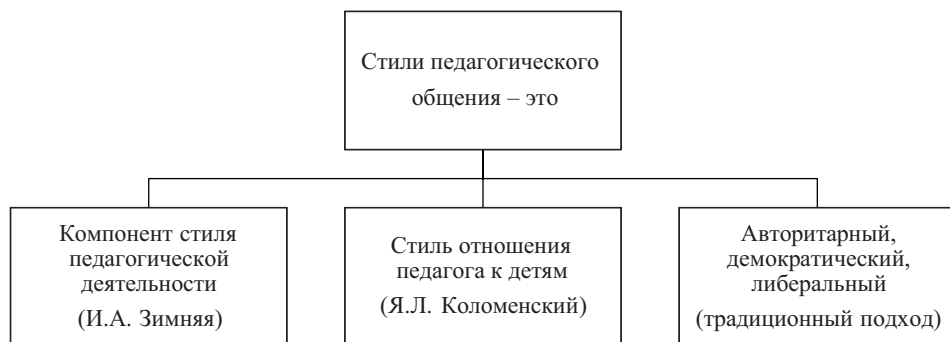 Стили педагогического
общения – это
Компонент стиля
педагогической
деятельности
(И.А. Зимняя)
Стиль отношения
педагога к детям
(Я.Л. Коломенский)
Авторитарный,
демократический,
либеральный
(традиционный подход)